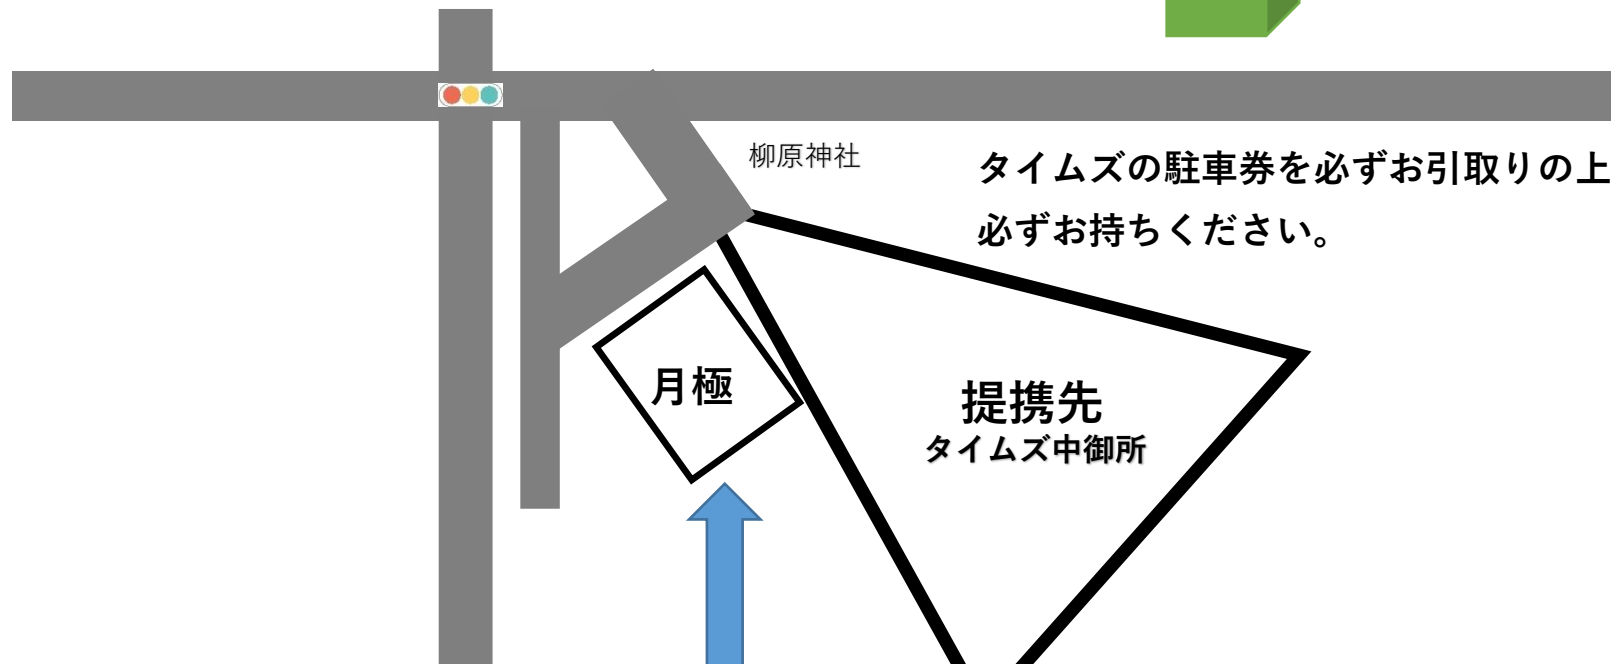 柳原神社
タイムズの駐車券を必ずお引取りの上
必ずお持ちください。
月極
提携先
タイムズ中御所